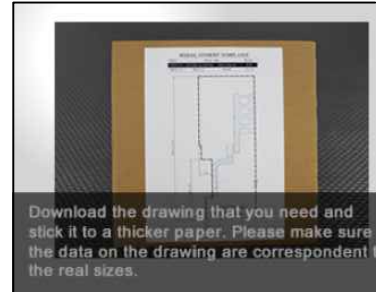 Download the drawing that you need and
stick it to a thicker paper. Please make sure
the data on the drawing are correspondent
the real sizes.